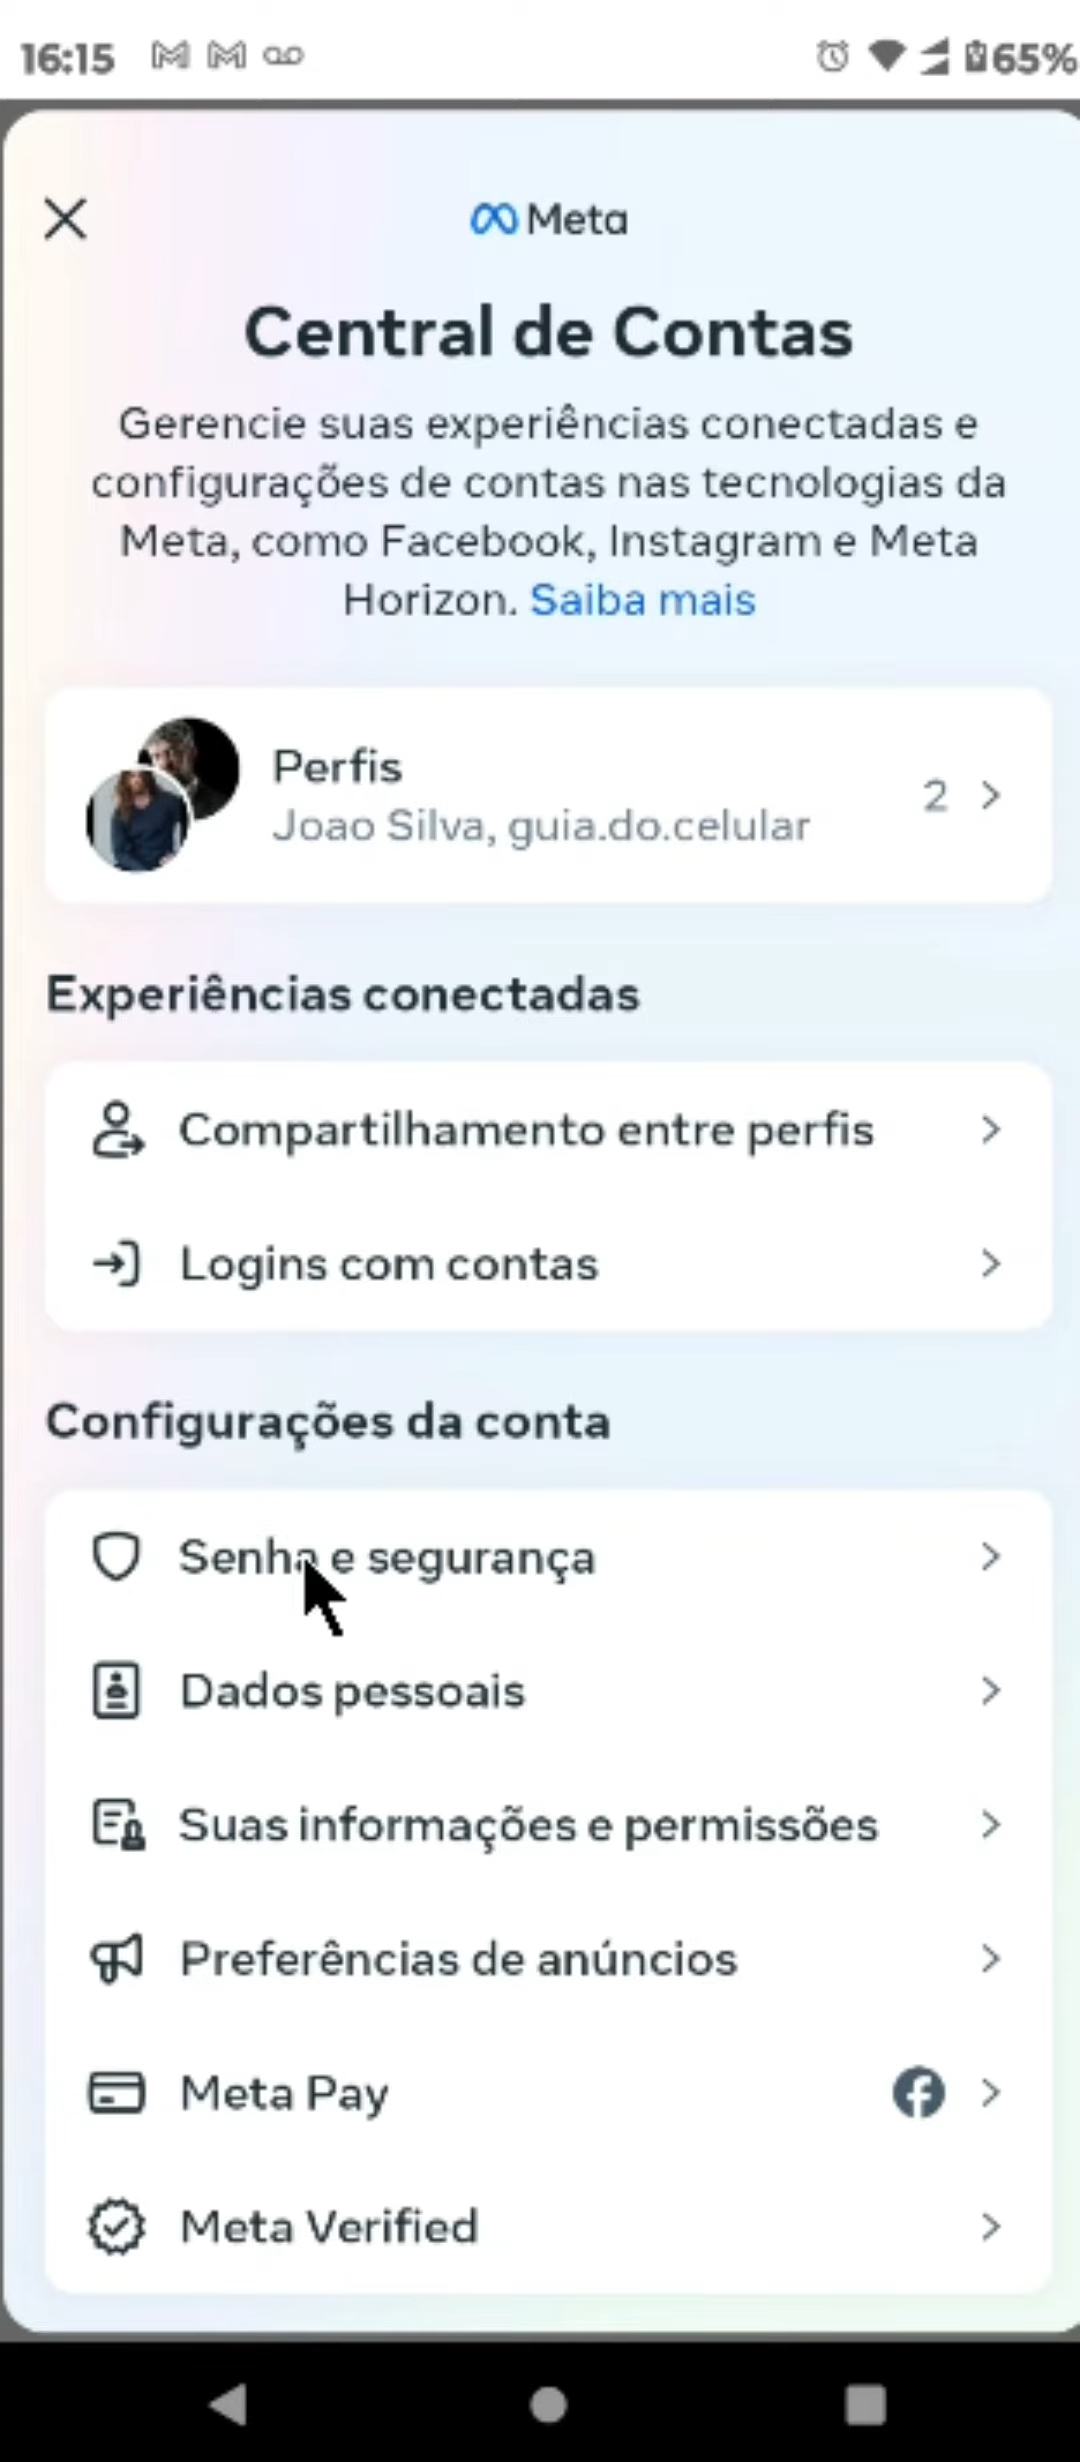 16:15
65%
Meta
Central de Contas
Gerencie suas experiências conectadas e
configurações de contas nas tecnologias da
Meta, como Facebook, Instagram e Meta
Horizon. Saiba mais
Perfis
Joao Silva, guia.do.celular
2
Experiências conectadas
Compartilhamento entre perfis
Logins com contas
Configurações da conta
Senha e segurança
Dados pessoais
Suas informações e permissões
Preferências de anúncios
Meta Pay
Meta Verified